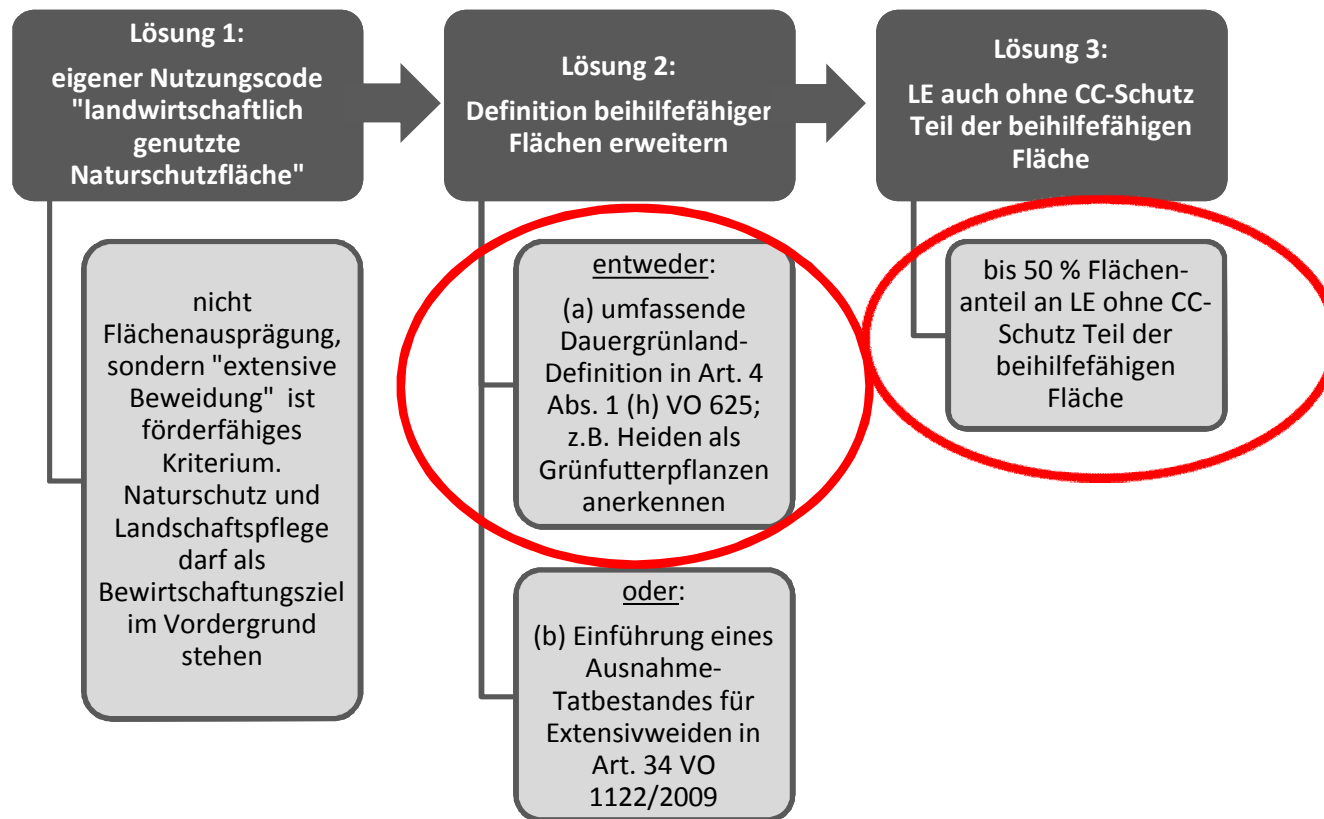 Lösung 1:
eigener Nutzungscode
"landwirtschaftlich
genutzte
Naturschutzfläche"
nicht
Flächenausprägung,
sondern "extensive
Beweidung" ist
förderfähiges
Kriterium.
Naturschutz und
Landschaftspflege
darf als
Bewirtschaftungsziel
im Vordergrund
stehen
Lösung 2:
Definition beihilfefähiger
Flächen erweitern
entweder:
(a) umfassende
Dauergrünland-
Definition in Art. 4
Abs. 1 (h) VO 625;
z.B. Heiden als
Grünfutterpflanzen
anerkennen
oder:
(b) Einführung eines
Ausnahme-
Tatbestandes für
Extensivweiden in
Art. 34 VO
1122/2009
Lösung 3:
LE auch ohne CC-Schutz
Teil der beihilfefähigen
Fläche
bis 50 % Flächen-
anteil an LE ohne CC-
Schutz Teil der
beihilfefähigen
Fläche